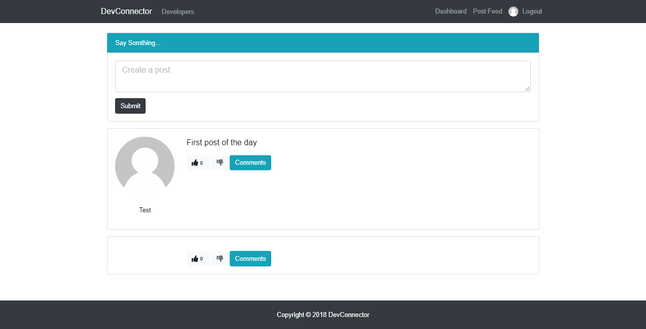 DevConnector Developers Dashboard Post Feed Logout
Say Somthing...
Create a post
Submit
First post of the day
0 Comments
Test
0 Comments
Copyright © 2018 DevConnector